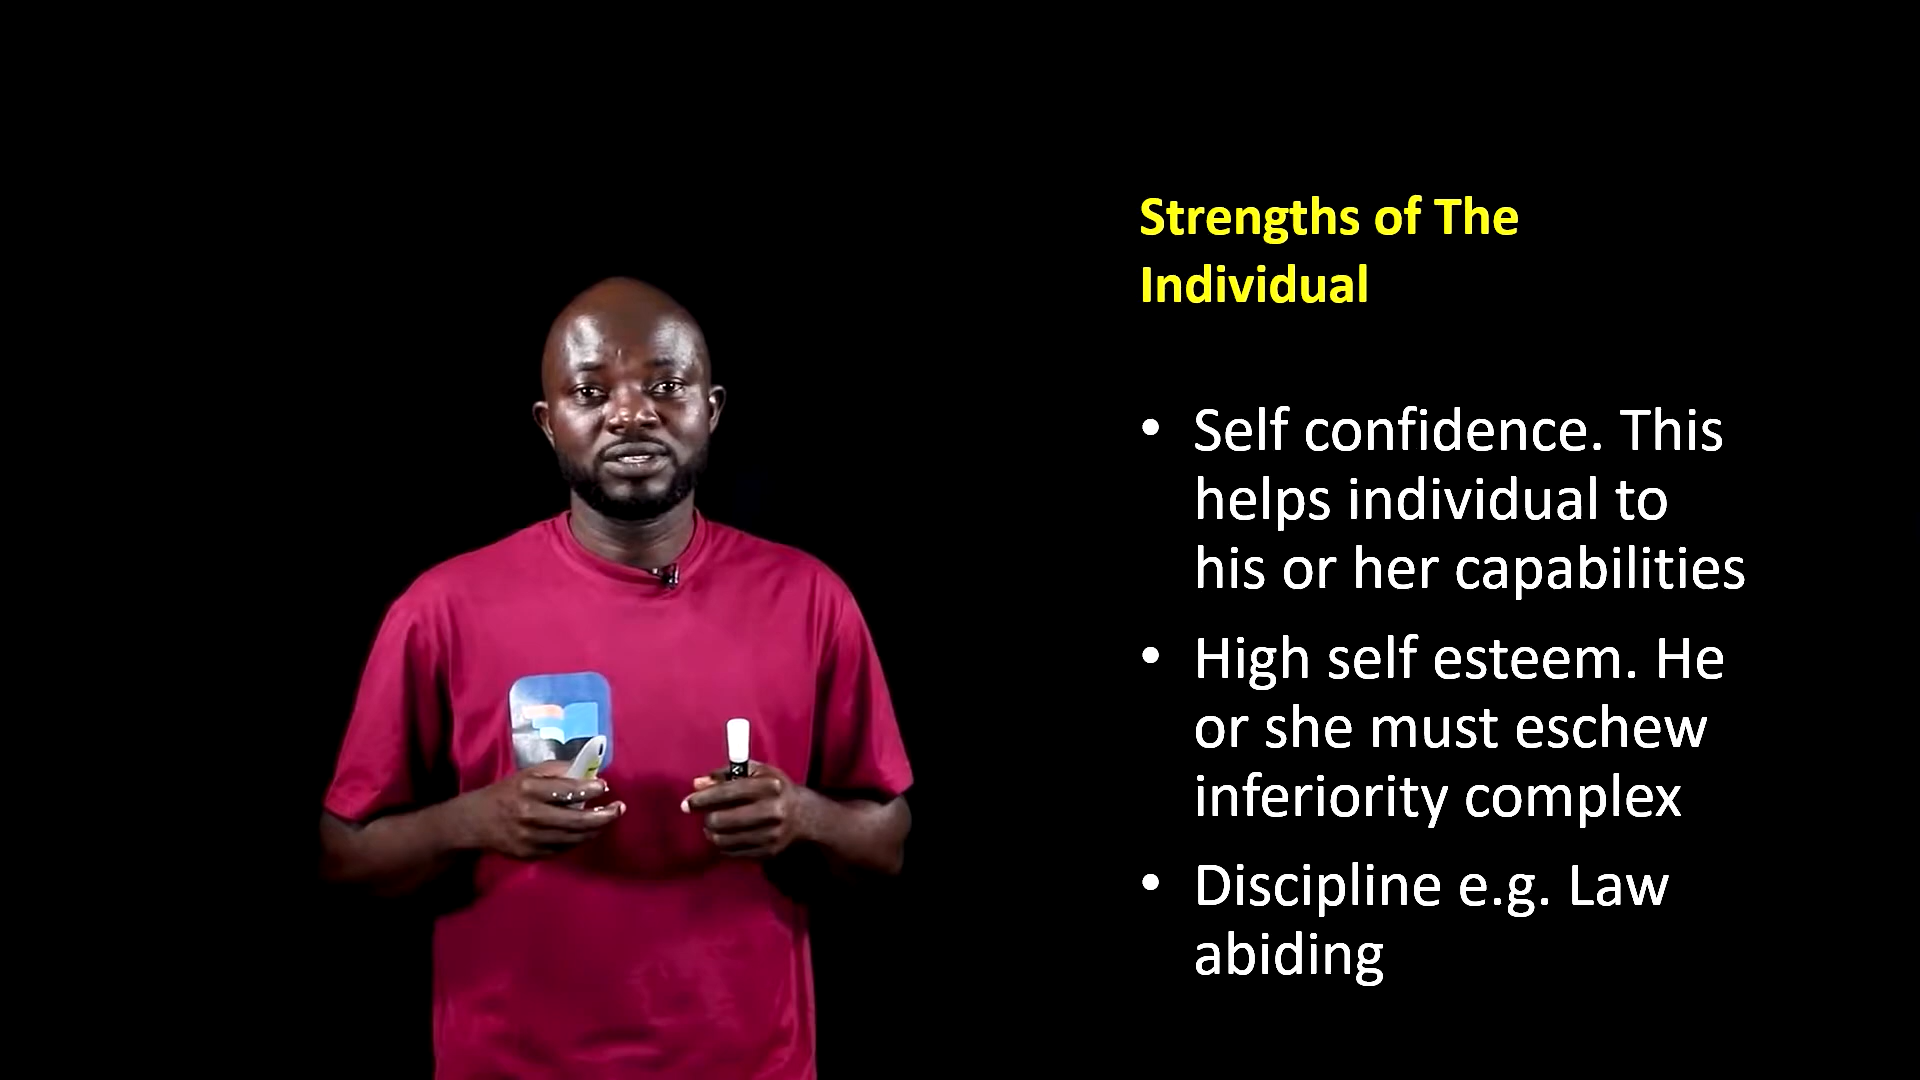 Strengths of The
Individual
• Self confidence. This
helps individual to
his or her capabilities
• High self esteem. He
or she must eschew
inferiority complex
• Discipline e.g. Law
abiding